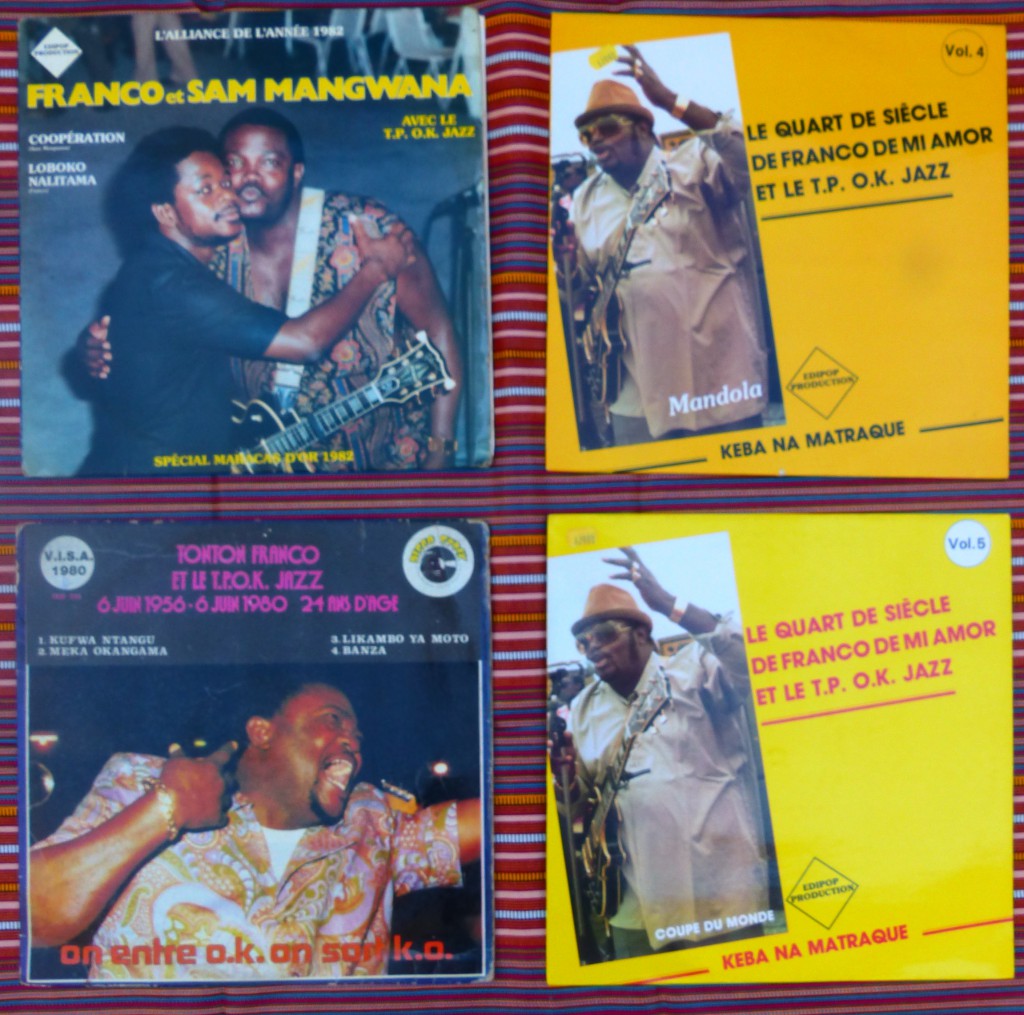 EDIPOP
PRODUCTION
L'ALLIANCE DE L'ANNÉE 1982
FRANCO et SAM MANGWANA
AVEC LE
T.P. O.K. JAZZ
COOPÉRATION
LOBOKO
NALITAMA
SPÉCIAL MARACAS D'OR 1982
Vol. 4
LE QUART DE SIÈCLE
DE FRANCO DE MI AMOR
ET LE T.P. O.K. JAZZ
EDIPOP
PRODUCTION
Mandola
KEBA NA MATRAQUE
V.I.S.A.
1980
TONTON FRANCO
ET LE T.P.O.K. JAZZ
6 JUIN 1956 - 6 JUIN 1980 24 ANS D'AGE
1. KUFWA NTANGU
2. MEKA OKANGAMA
3. LIKAMBO YA MOTO
4. BANZA
on entre o.k. on sort k.o.
Vol. 5
LE QUART DE SIÈCLE
DE FRANCO DE MI AMOR
ET LE T.P. O.K. JAZZ
EDIPOP
PRODUCTION
COUPE DU MONDE
KEBA NA MATRAQUE